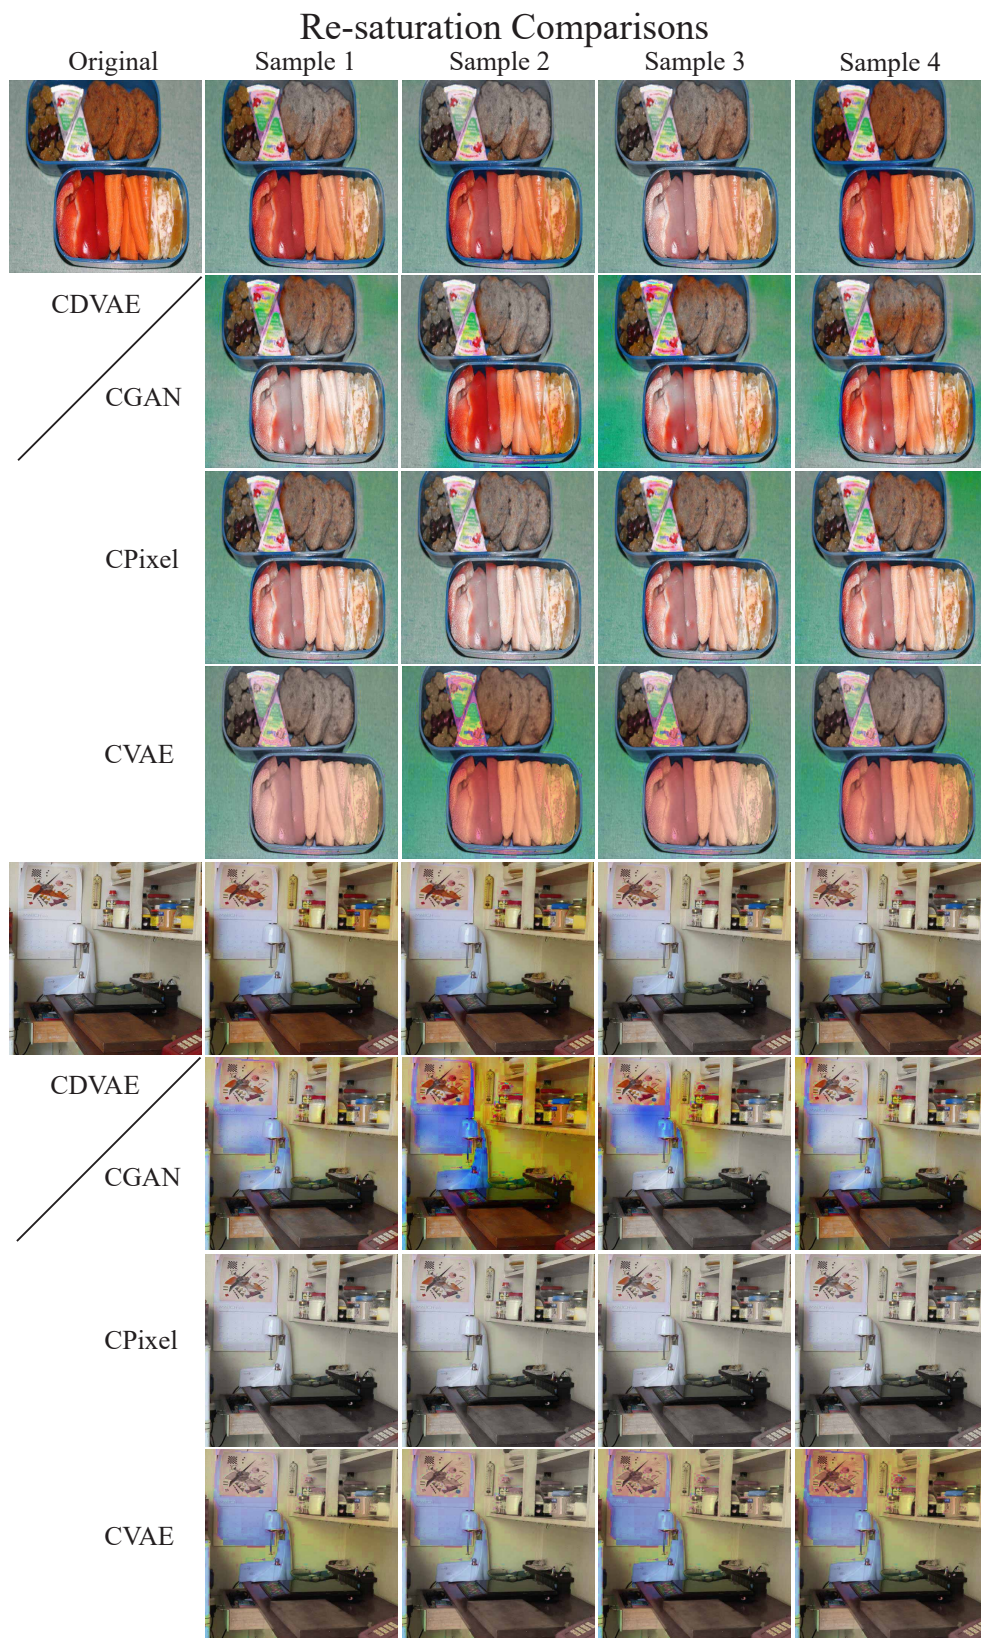 Re-saturation Comparisons
Original Sample 1 Sample 2 Sample 3 Sample 4
CDVAE
CGAN
CPixel
CVAE
CDVAE
CGAN
CPixel
CVAE